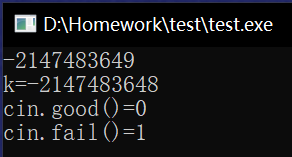 D:\Homework\test\test.exe
-2147483649
k=-2147483648
cin.good()=0
cin.fail()=1